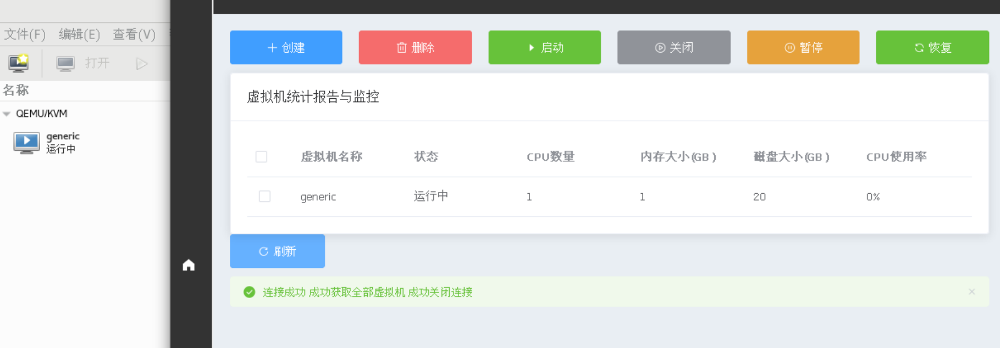 文件(F) 编辑(E) 查看(V)
打开
名称
QEMU/KVM
generic
运行中
创建 删除 启动 关闭 暂停 恢复
虚拟机统计报告与监控
虚拟机名称 状态 CPU数量 内存大小(GB) 磁盘大小(GB) CPU使用率
generic 运行中 1 1 20 0%
刷新
连接成功 成功获取全部虚拟机 成功关闭连接